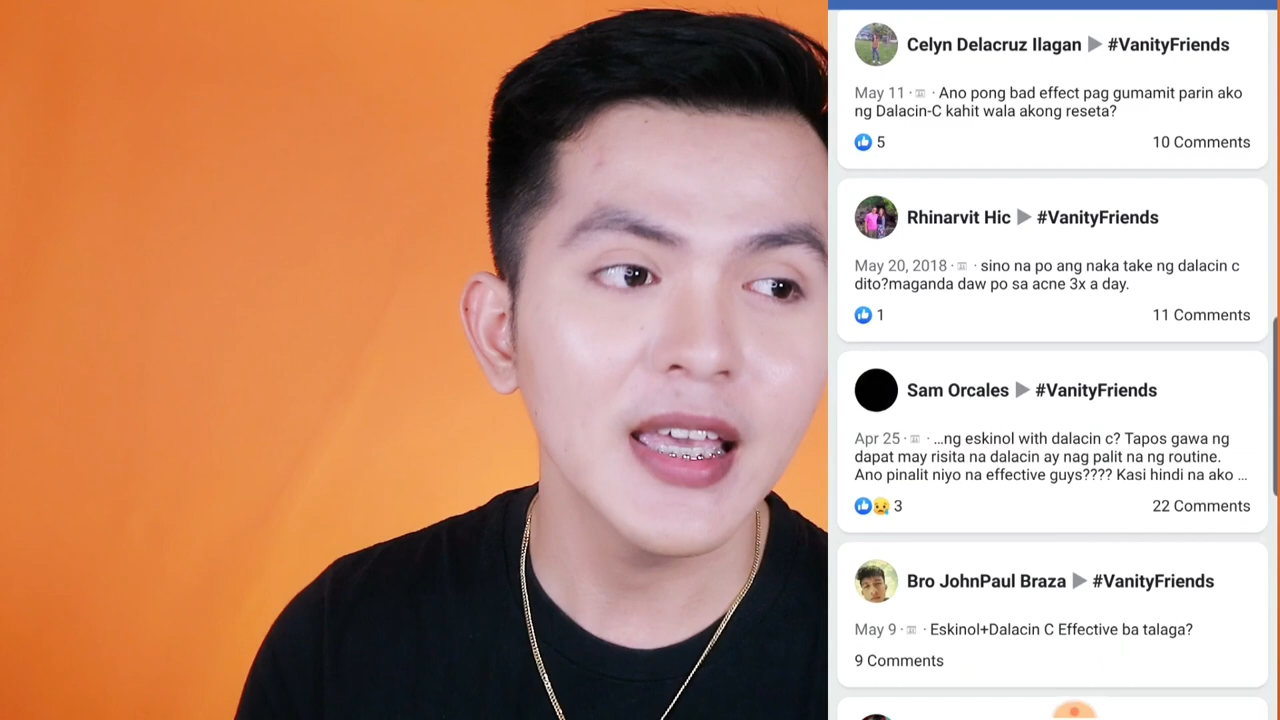 Celyn Delacruz Ilagan ▶ #VanityFriends
May 11 · · Ano pong bad effect pag gumamit parin ako
ng Dalacin-C kahit wala akong reseta?
5 10 Comments
Rhinarvit Hic ▶ #VanityFriends
May 20, 2018 · · sino na po ang naka take ng dalacin c
dito?maganda daw po sa acne 3x a day.
1 11 Comments
Sam Orcales ▶ #VanityFriends
Apr 25 · · ...ng eskinol with dalacin c? Tapos gawa ng
dapat may risita na dalacin ay nag palit na ng routine.
Ano pinalit niyo na effective guys???? Kasi hindi na ako ...
3 22 Comments
Bro JohnPaul Braza ▶ #VanityFriends
May 9 · · Eskinol+Dalacin C Effective ba talaga?
9 Comments